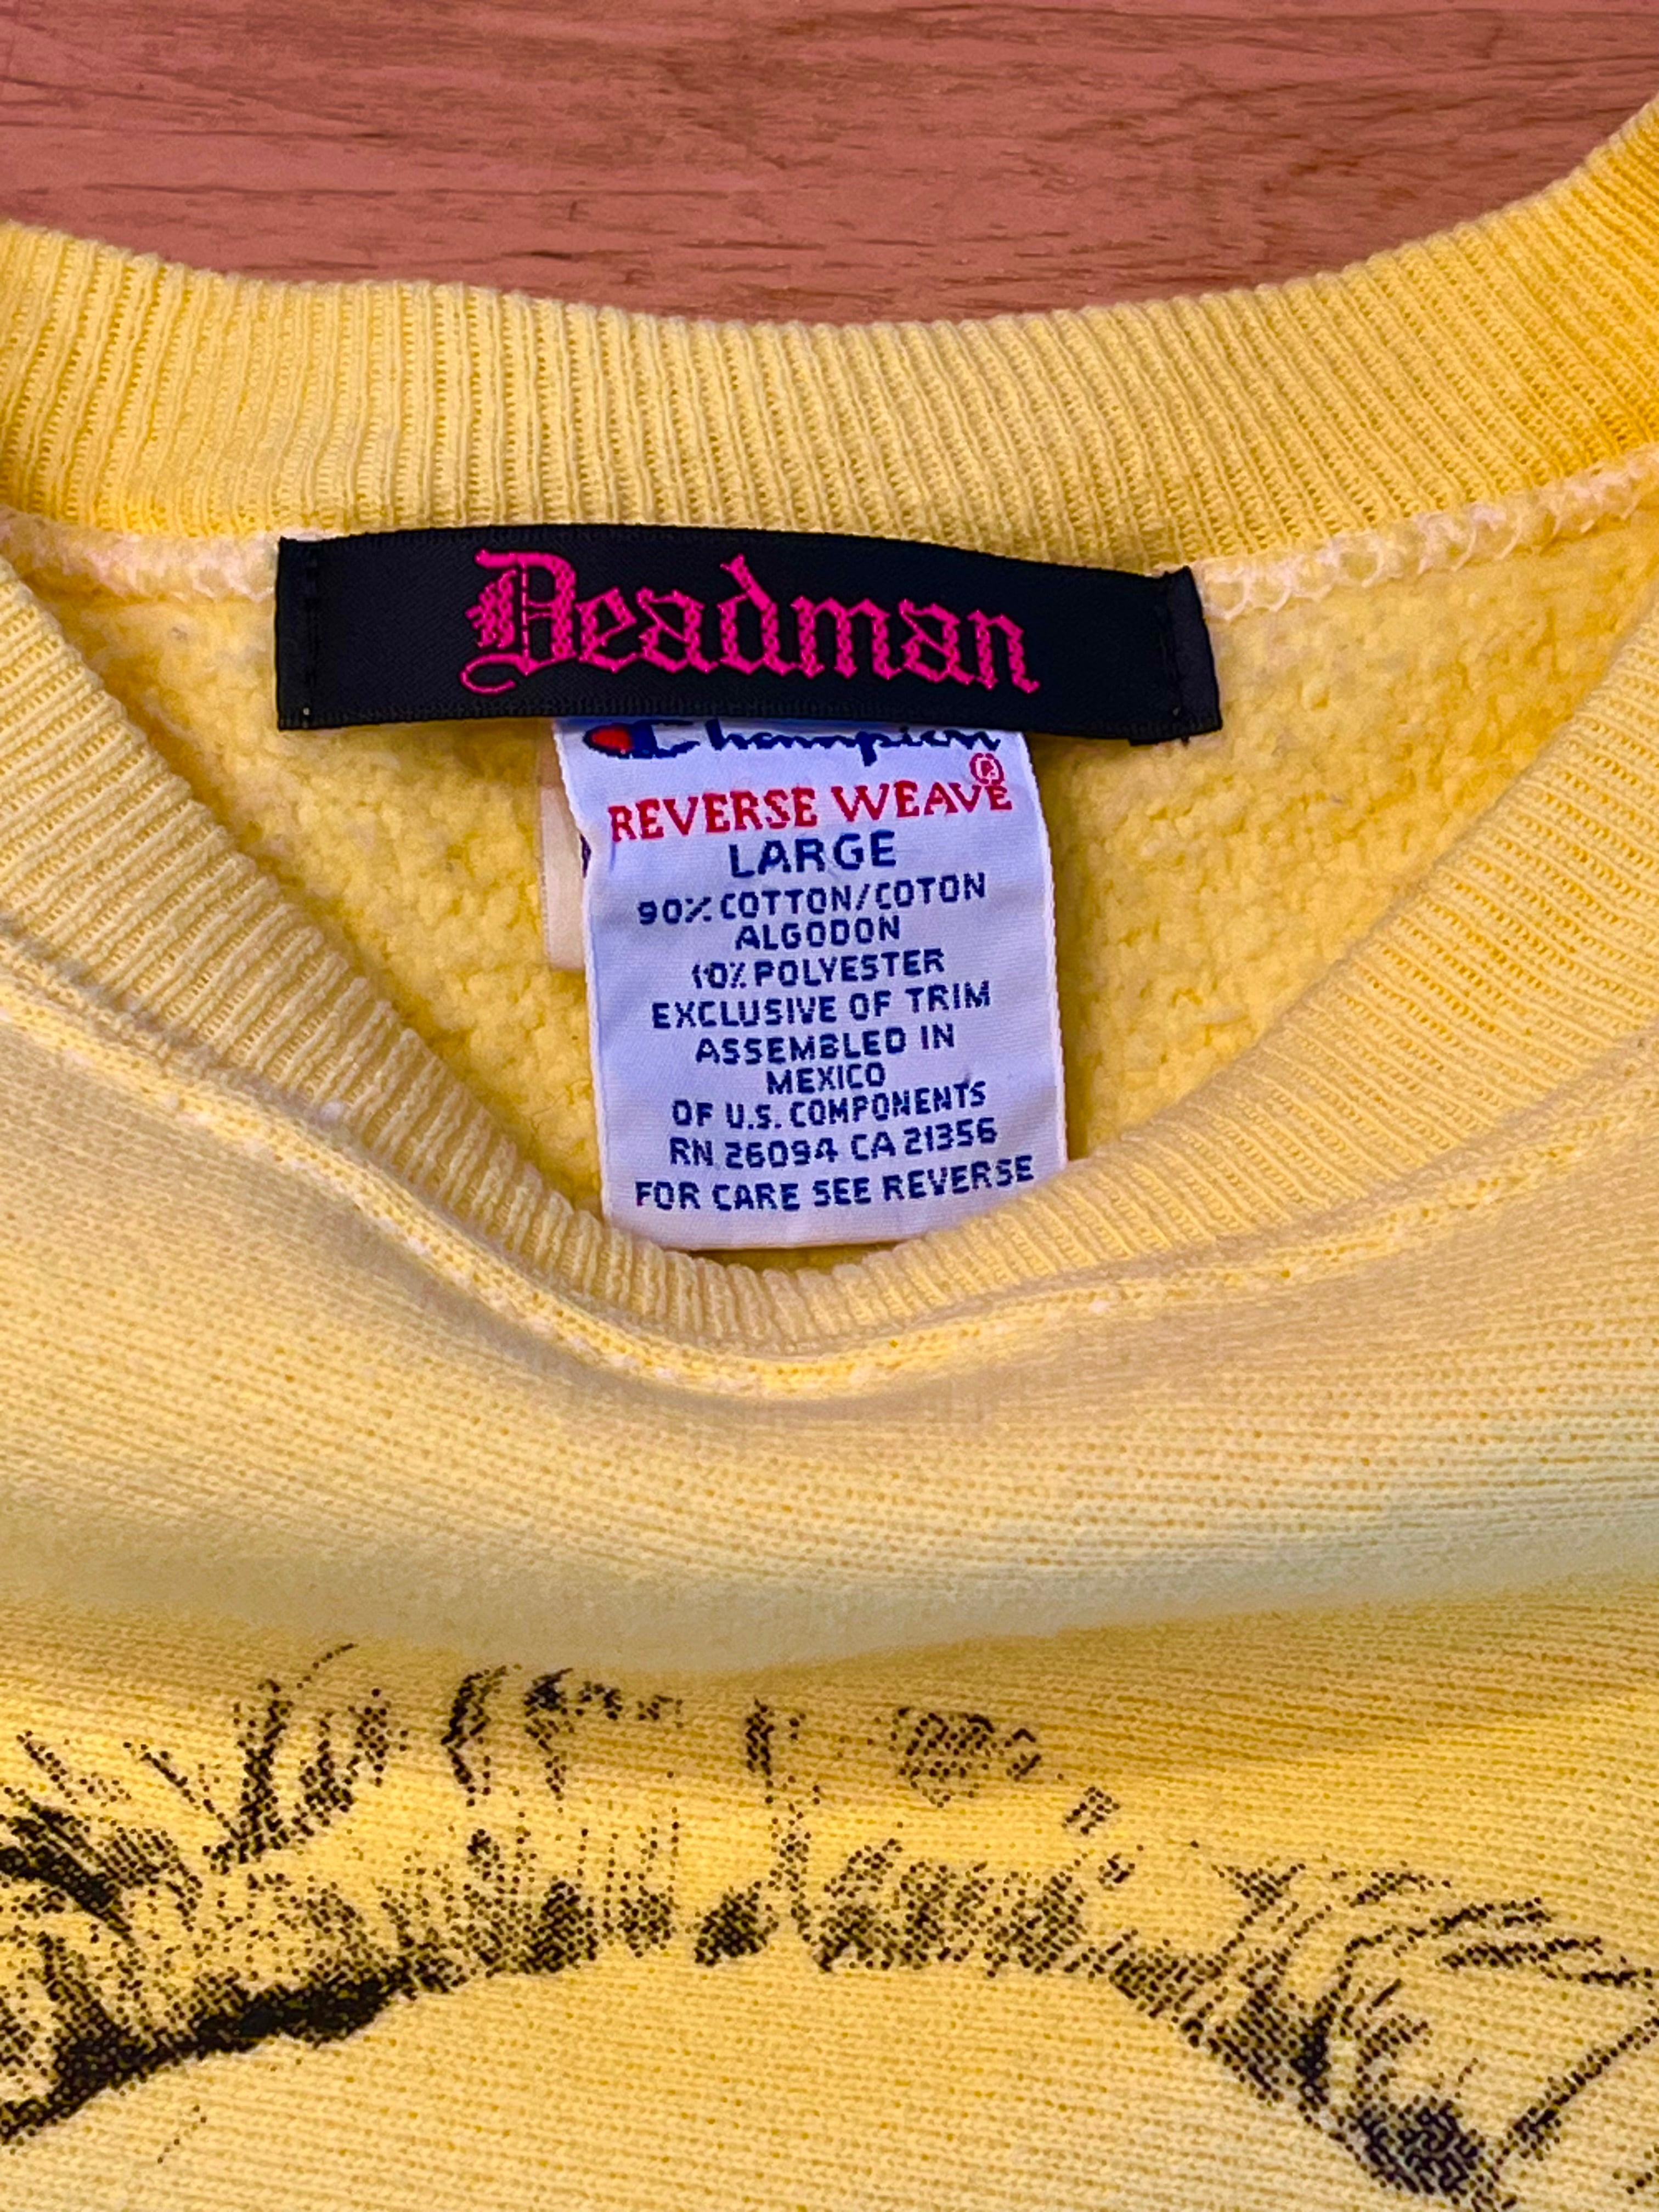 Deadman
Champion
REVERSE WEAVE®
LARGE
90% COTTON/COTON
ALGODON
10% POLYESTER
EXCLUSIVE OF TRIM
ASSEMBLED IN
MEXICO
OF U.S. COMPONENTS
RN 26094 CA 21356
FOR CARE SEE REVERSE